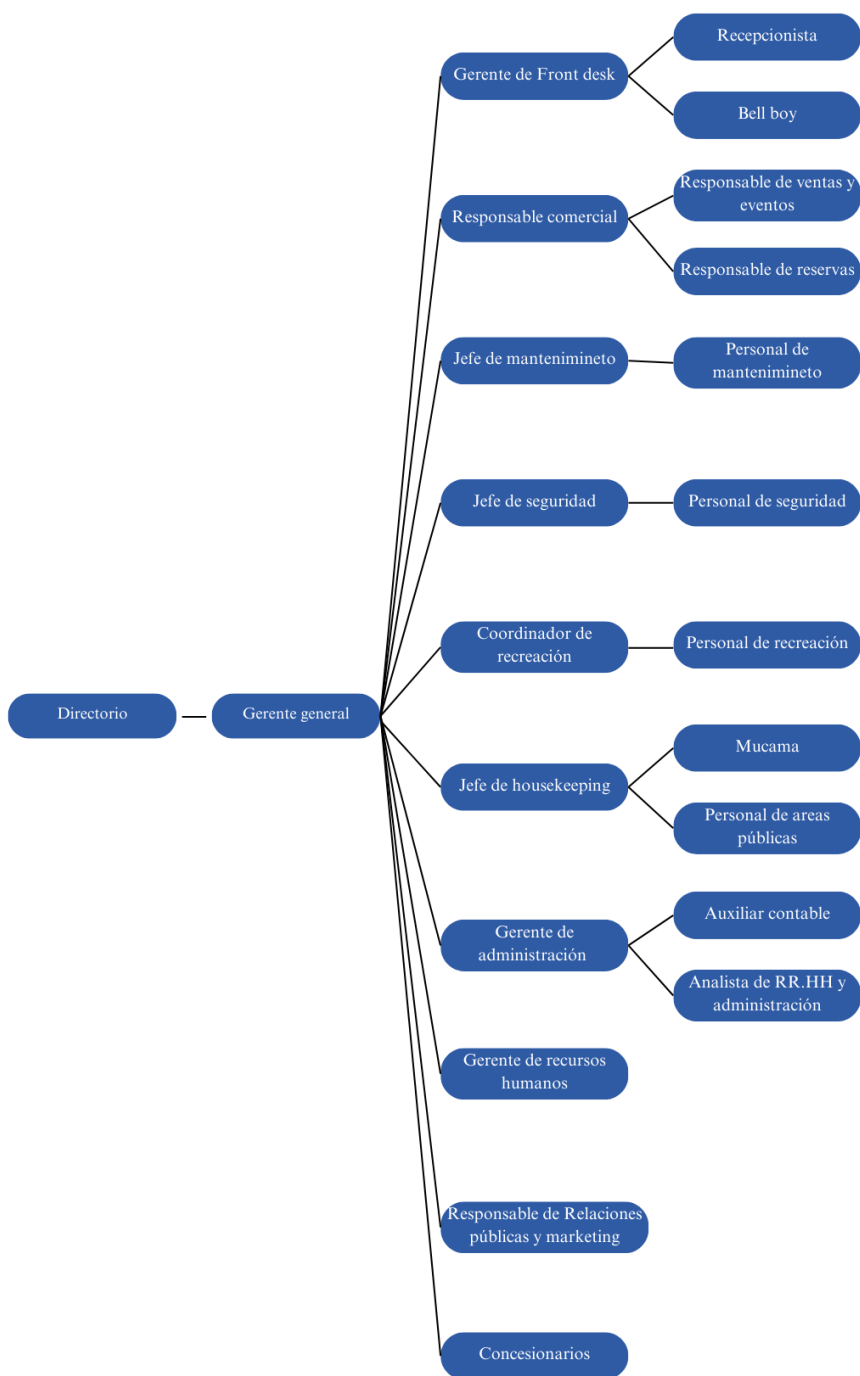 Recepcionista
Gerente de Front desk
Bell boy
Responsable de ventas y
eventos
Responsable comercial
Responsable de reservas
Jefe de mantenimineto
Personal de
mantenimineto
Jefe de seguridad
Personal de seguridad
Coordinador de
recreación
Personal de recreación
Directorio
Gerente general
Mucama
Jefe de housekeeping
Personal de areas
públicas
Auxiliar contable
Gerente de
administración
Analista de RR.HH y
administración
Gerente de recursos
humanos
Responsable de Relaciones
públicas y marketing
Concesionarios